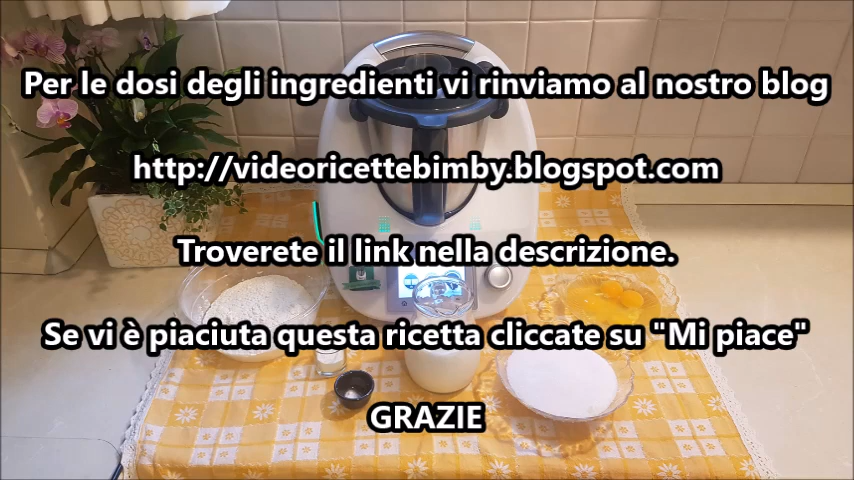 Per le dosi degli ingredienti vi rinviamo al nostro blog
http://videoricettebimby.blogspot.com
Troverete il link nella descrizione.
Se vi è piaciuta questa ricetta cliccate su "Mi piace"
GRAZIE